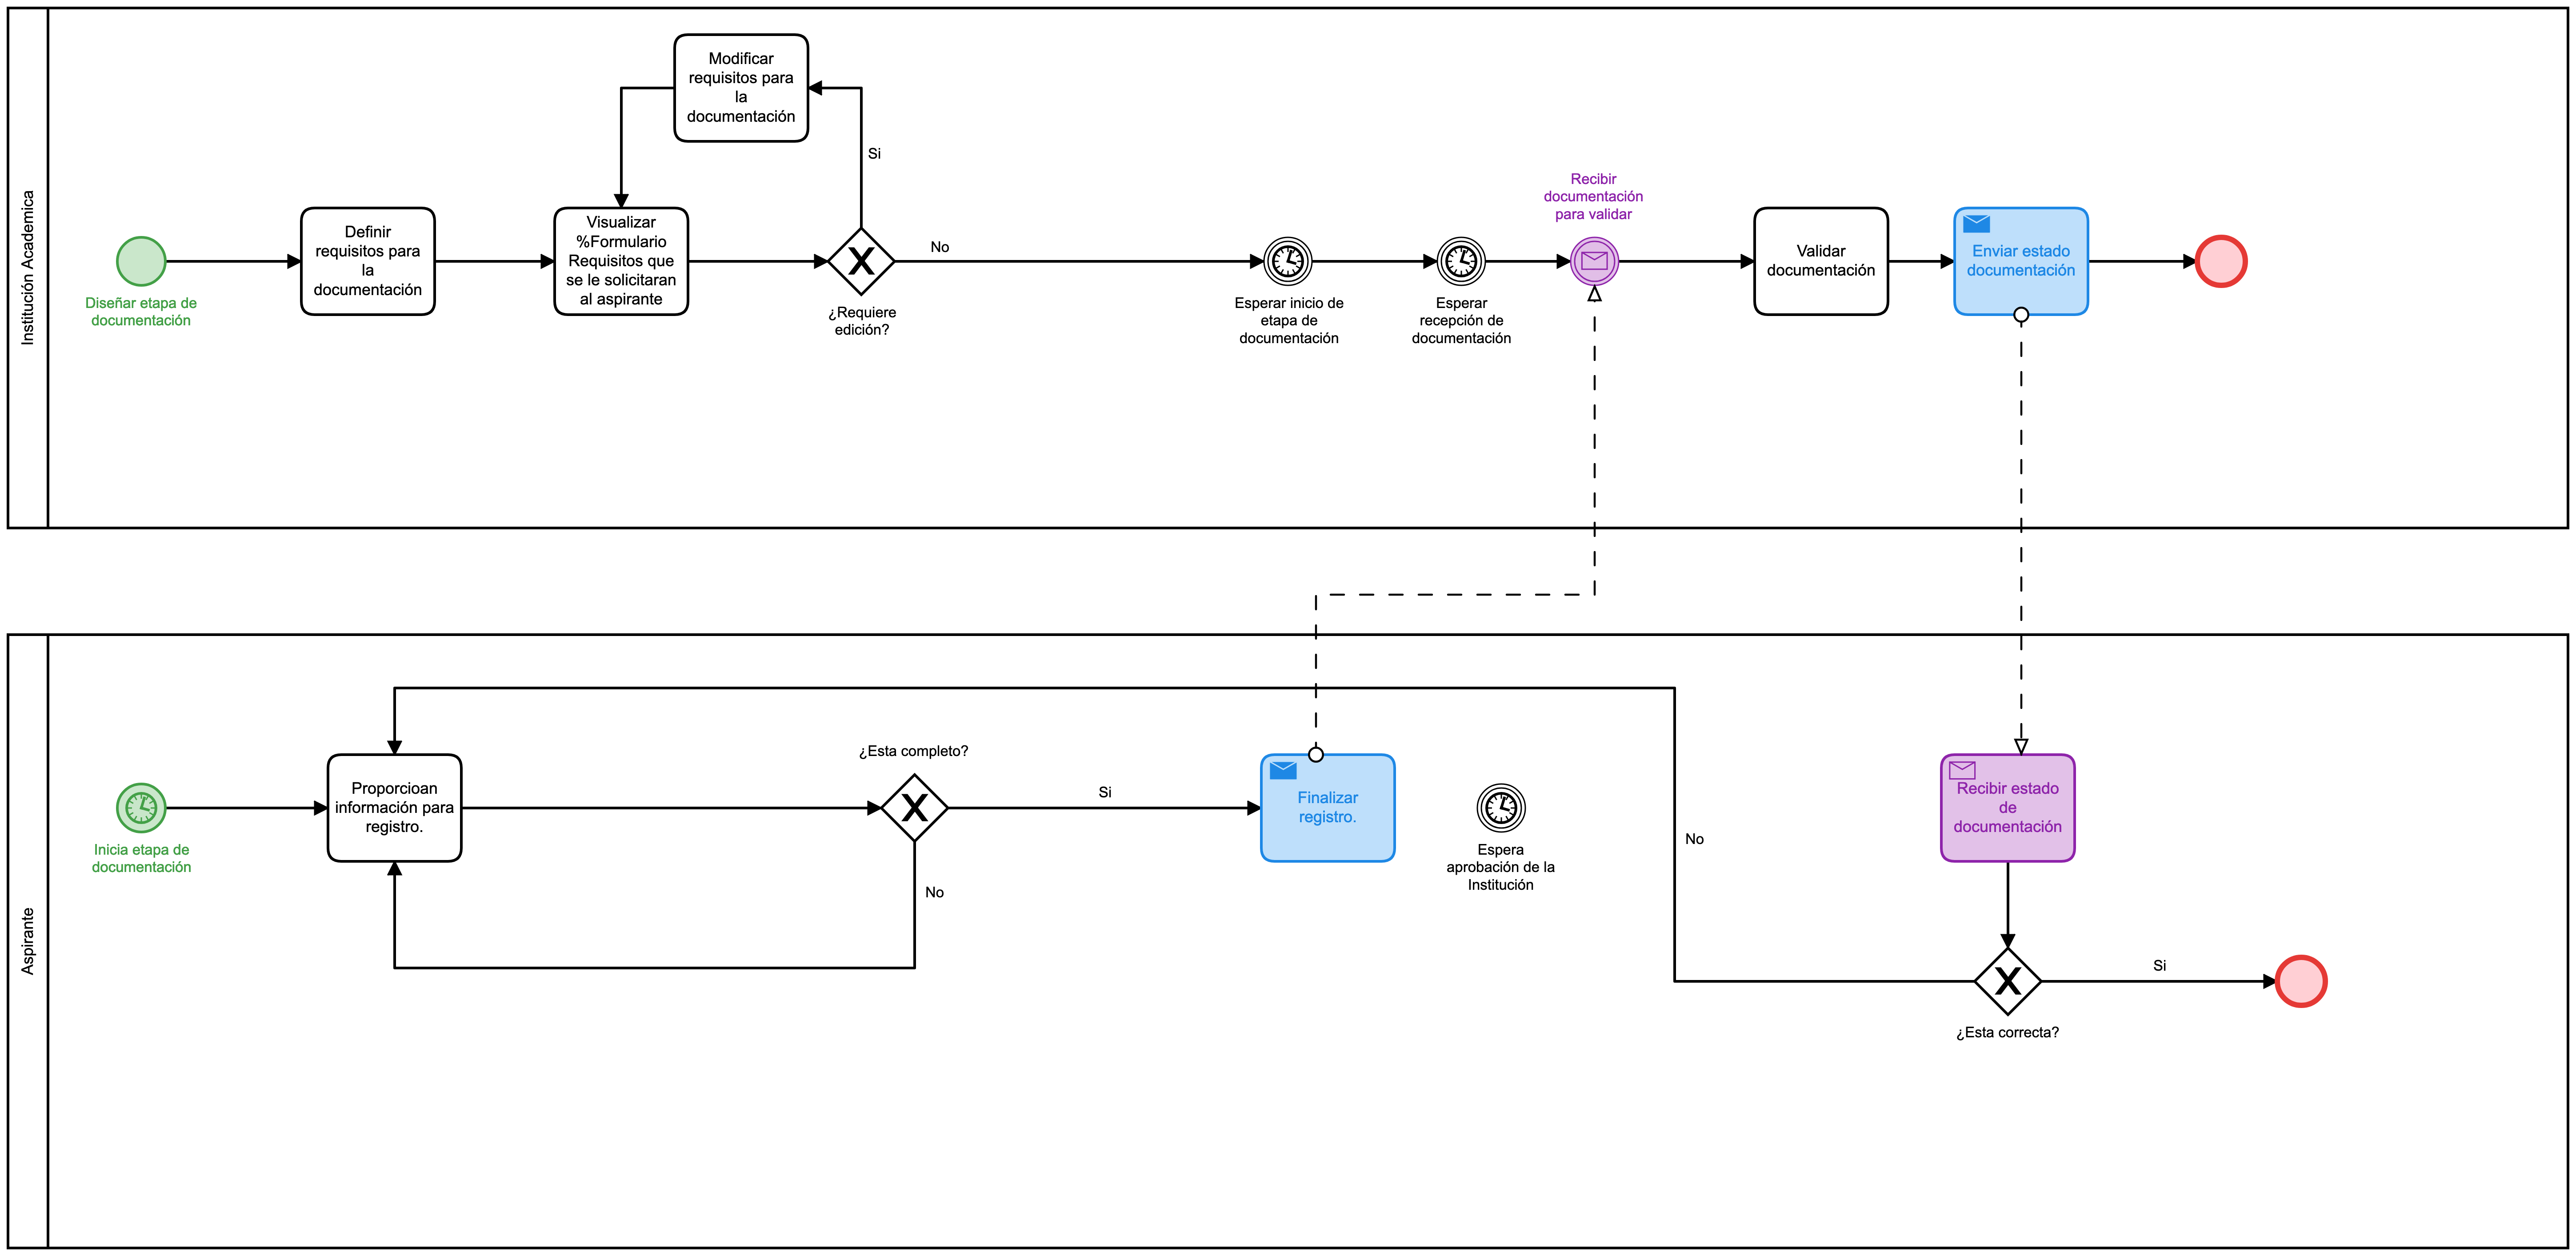 Institución Academica
Modificar
requisitos para
la
documentación
Si
Diseñar etapa de
documentación
Definir
requisitos para
la
documentación
Visualizar
%Formulario
Requisitos que
se le solicitaran
al aspirante
¿Requiere
edición?
No
Esperar inicio de
etapa de
documentación
Esperar
recepción de
documentación
Recibir
documentación
para validar
Validar
documentación
Enviar estado
documentación
Aspirante
Inicia etapa de
documentación
Proporcioan
información para
registro.
¿Esta completo?
Si
No
Finalizar
registro.
Espera
aprobación de la
Institución
No
Recibir estado
de
documentación
Si
¿Esta correcta?